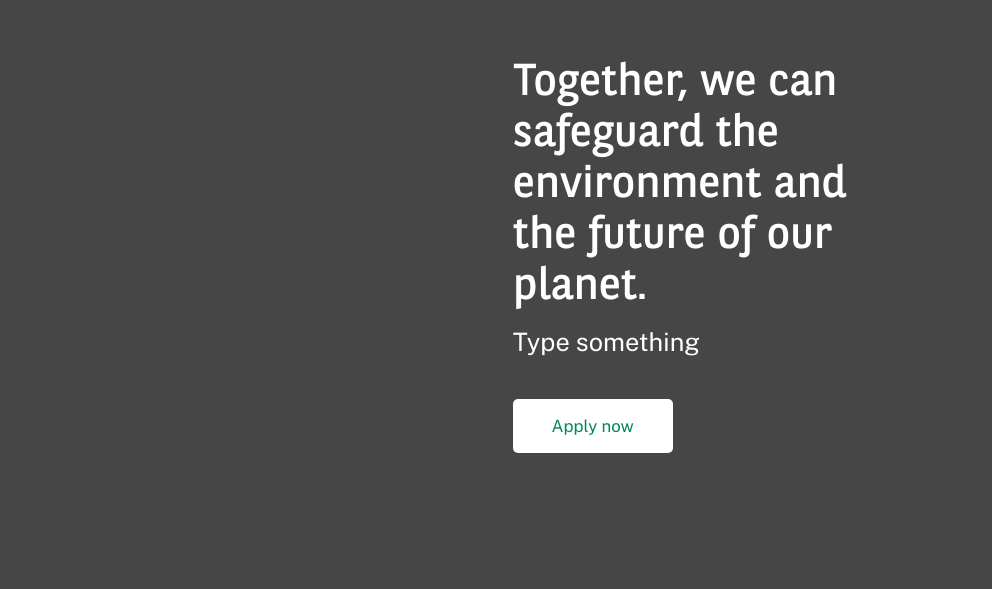 Together, we can
safeguard the
environment and
the future of our
planet.
Type something
Apply now